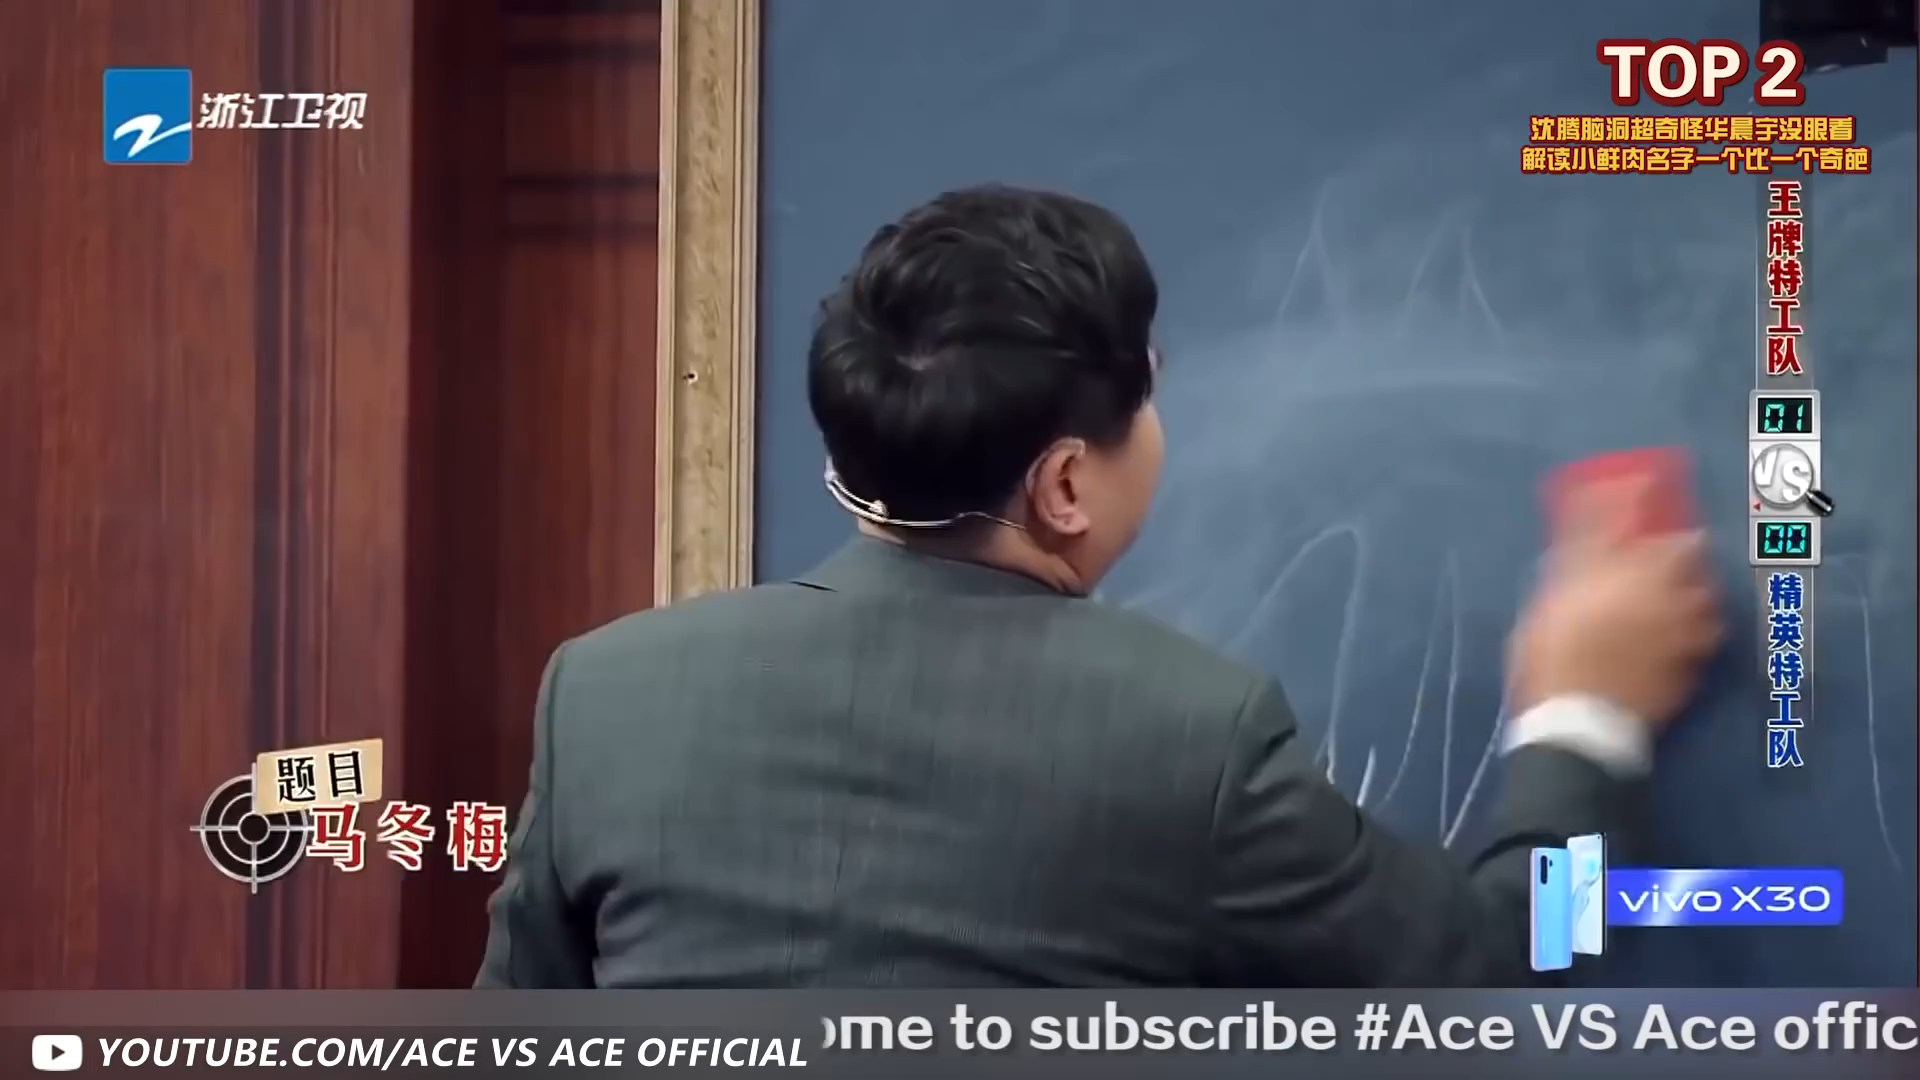 浙江卫视
TOP 2
沈腾脑洞超奇怪华晨宇没眼看
解读小鲜肉名字一个比一个奇葩
王牌特工队
01
VS
00
精英特工队
题目
马冬梅
vivo X30
ome to subscribe #Ace VS Ace offic
YOUTUBE.COM/ACE VS ACE OFFICIAL